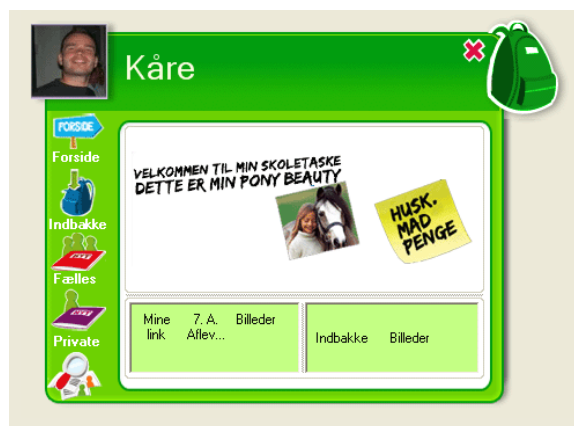 Kåre
FORSIDE
Forside
Indbakke
Fælles
Private
VELKOMMEN TIL MIN SKOLETASKE
DETTE ER MIN PONY BEAUTY
HUSK.
MAD
PENGE
Mine 7. A. Billeder
link Aflev...
Indbakke Billeder